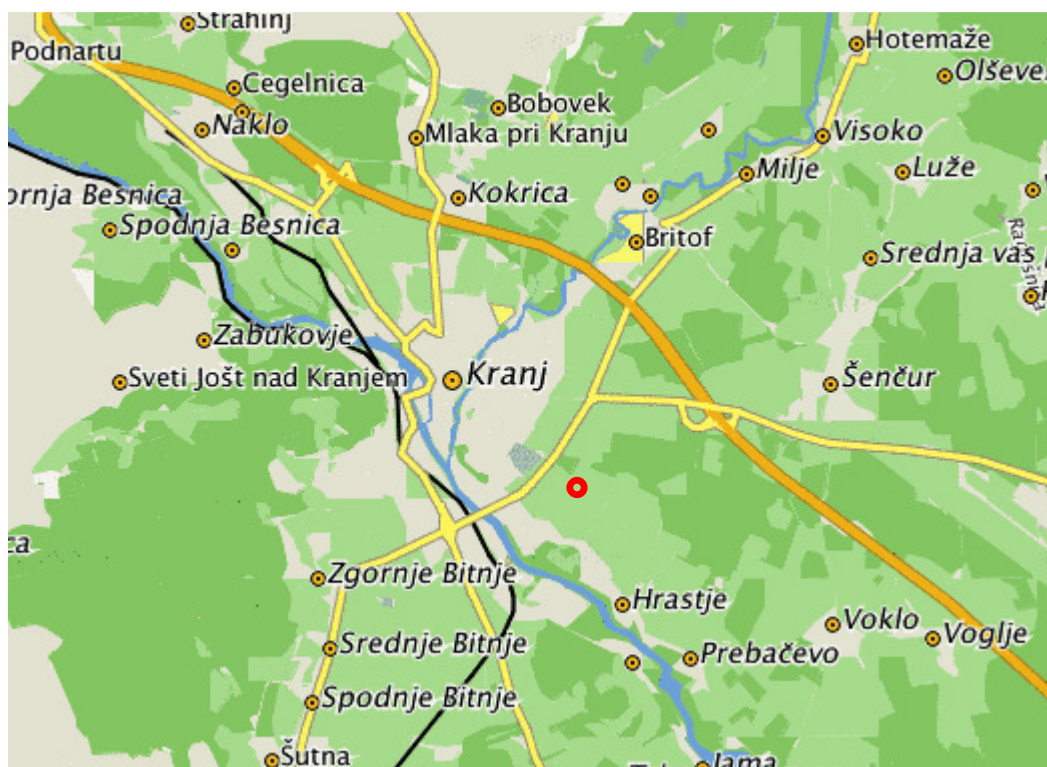 Strahinj
Podnartu
Hotemaže
Olševe
Cegelnica
Bobovek
Naklo
Mlaka pri Kranju
Visoko
Milje
Luže
ornja Besnica
Kokrica
Spodnja Besnica
Britof
Srednja vas
Zabukovje
Sveti Jošt nad Kranjem
Kranj
Šenčur
ca
Zgornje Bitnje
Hrastje
Voklo
Voglje
Srednje Bitnje
Prebačevo
Spodnje Bitnje
Šutna
Jama